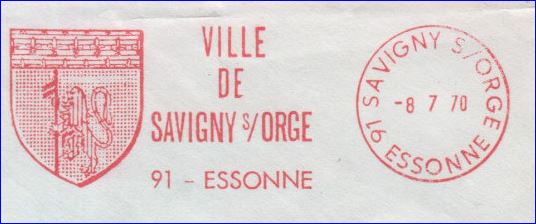 VILLE
DE
SAVIGNY S/ORGE
91 - ESSONNE
SAVIGNY S/ORGE
-8 7 70
91 ESSONNE